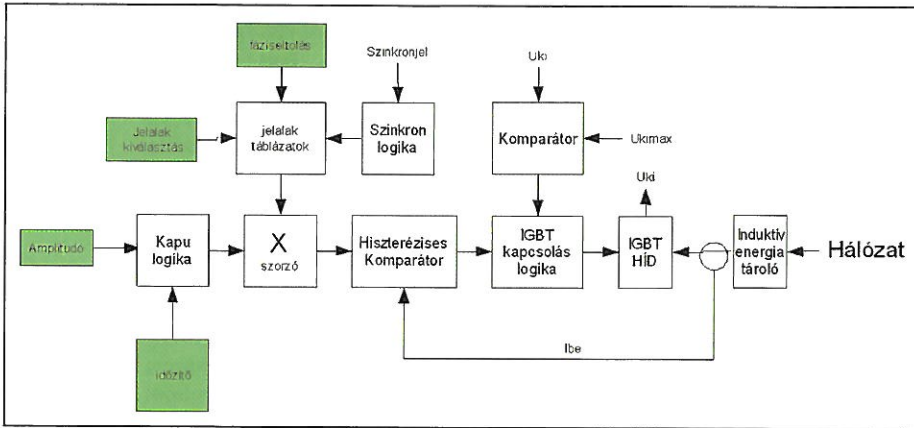 fáziseltolás
Szinkronjel
Uki
Jelalak
kiválasztás
jelalak
táblázatok
Szinkron
logika
Komparátor
Ukimax
Uki
Amplitudó
Kapu
logika
X
szorzó
Hiszterézises
Komparátor
IGBT
kapcsolás
logika
IGBT
HÍD
Induktív
energia
tároló
Hálózat
Ibe
időzítő